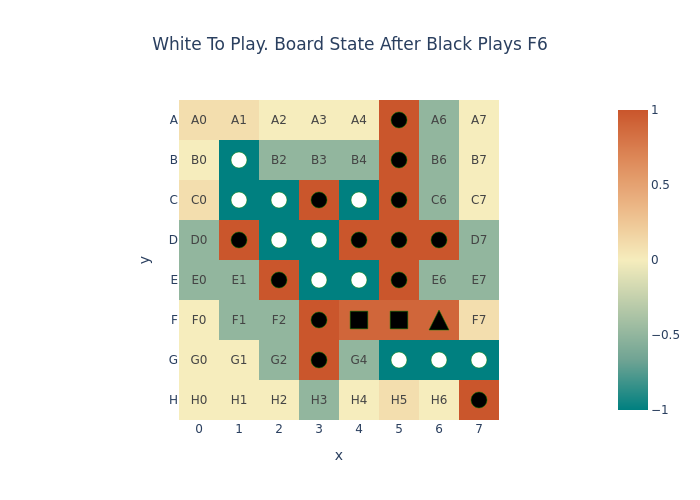 White To Play. Board State After Black Plays F6
A A0 A1 A2 A3 A4 A6 A7
B B0 B2 B3 B4 B6 B7
C C0 C6 C7
D D0 D7
E E0 E1 E6 E7
F F0 F1 F2 F7
G G0 G1 G2 G4
H H0 H1 H2 H3 H4 H5 H6
0 1 2 3 4 5 6 7
x
y
1
0.5
0
−0.5
−1